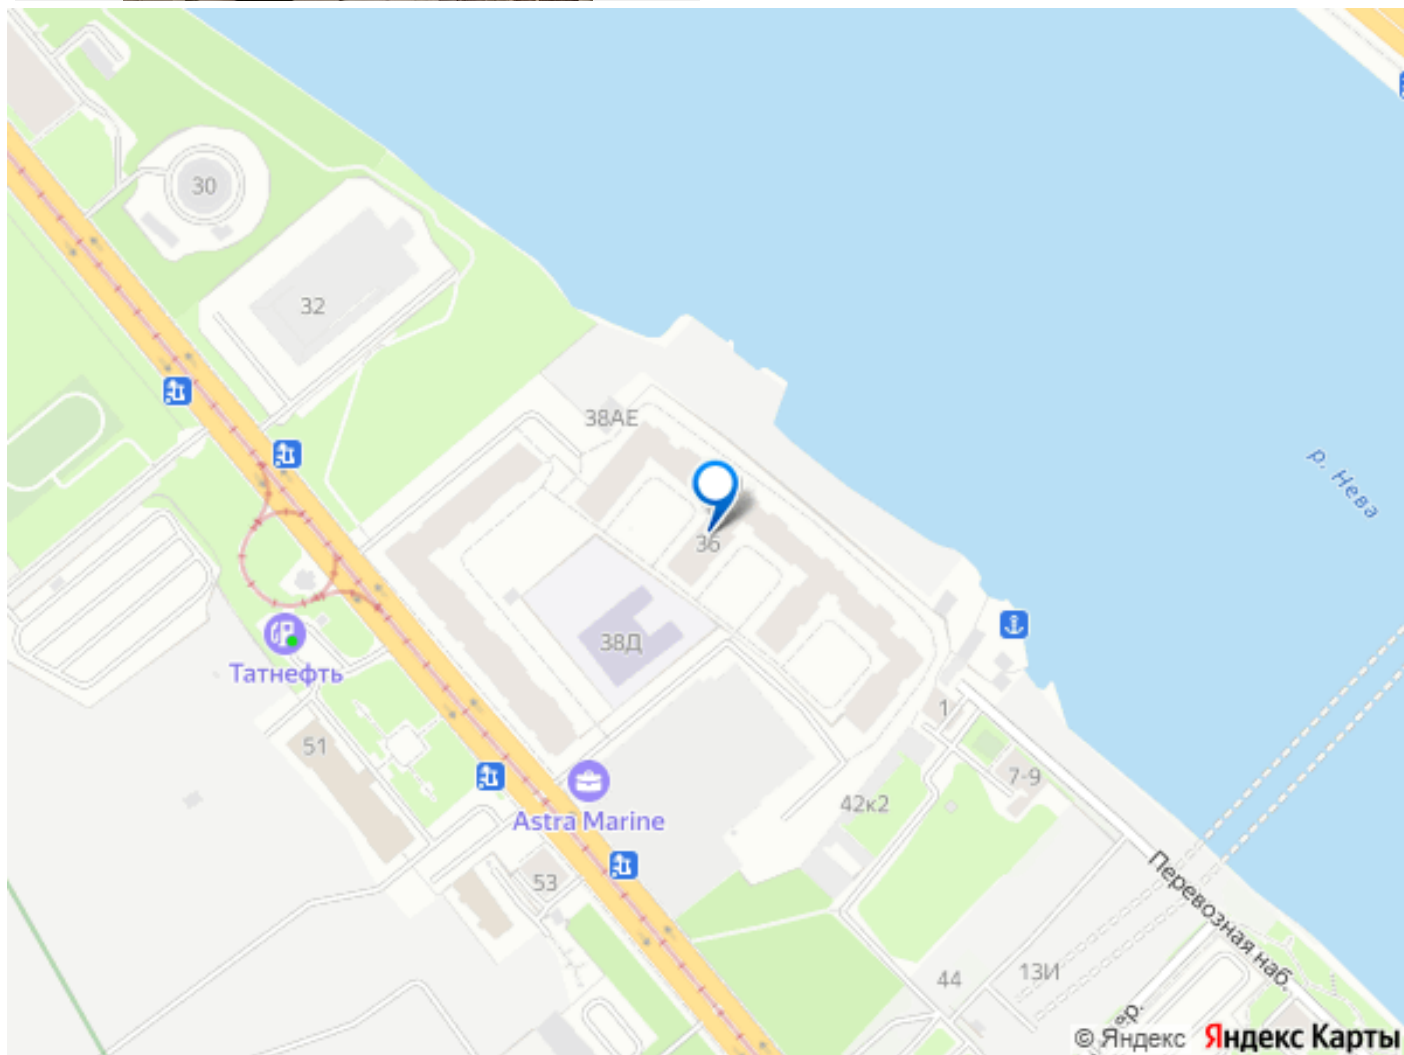 30
32
38АЕ
р. Нева
36
38Д
Татнефть
1
51
7-9
42к2
Astra Marine
53
Перевозная наб.
44
13И
ер.
© Яндекс Яндекс Карты